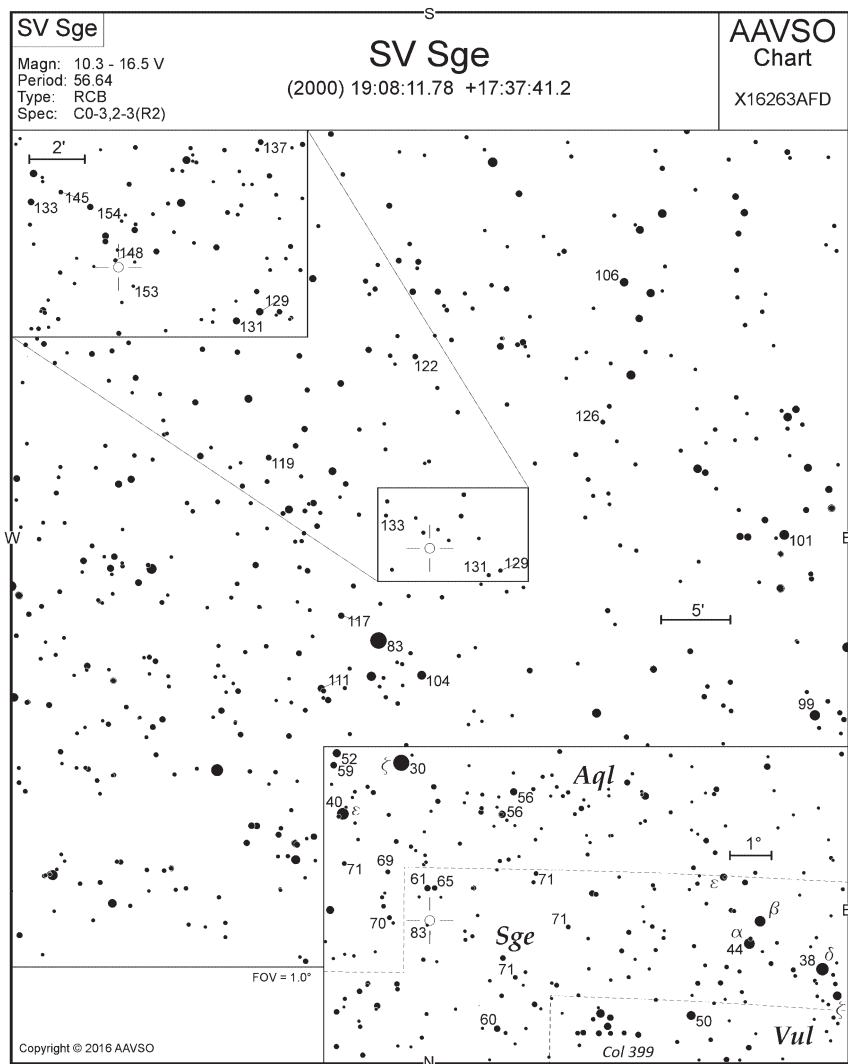 S
SV Sge
Magn: 10.3 - 16.5 V
Period: 56.64
Type: RCB
Spec: C0-3,2-3(R2)
SV Sge
(2000) 19:08:11.78 +17:37:41.2
AAVSO
Chart
X16263AFD
2'
137
145
133
154
148
153
129
131
106
122
126
119
133
W
101
E
131
129
5'
117
83
104
111
99
52
59
ζ
30
Aql
40
ε
56
56
1°
71
69
61
65
71
ε
E
70
83
Sge
71
β
α
44
38
δ
71
ζ
60
50
Vul
Col 399
FOV = 1.0°
Copyright © 2016 AAVSO
N